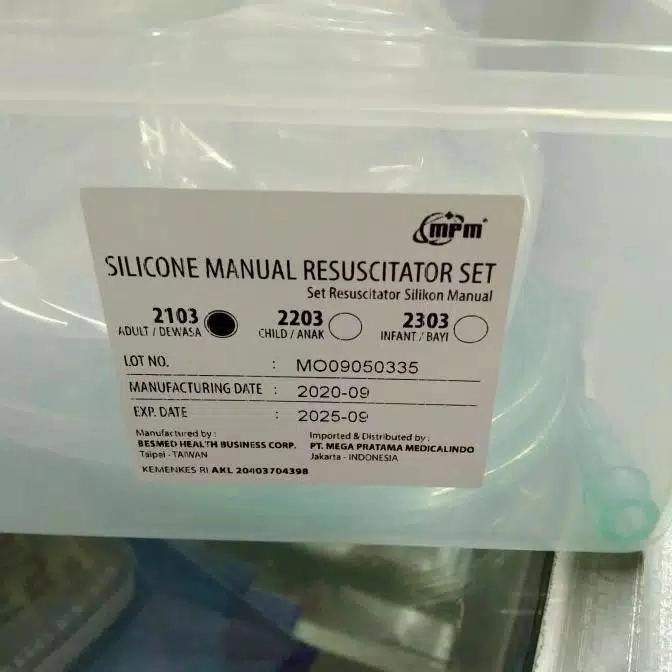 mpm
SILICONE MANUAL RESUSCITATOR SET
Set Resuscitator Silikon Manual
2103 2203 2303
ADULT / DEWASA CHILD / ANAK INFANT / BAYI
LOT NO. : MO09050335
MANUFACTURING DATE : 2020-09
EXP. DATE : 2025-09
Manufactured by : Imported & Distributed by :
BESMED HEALTH BUSINESS CORP. PT. MEGA PRATAMA MEDICALINDO
Taipei - TAIWAN Jakarta - INDONESIA
KEMENKES RI AKL 20403704398